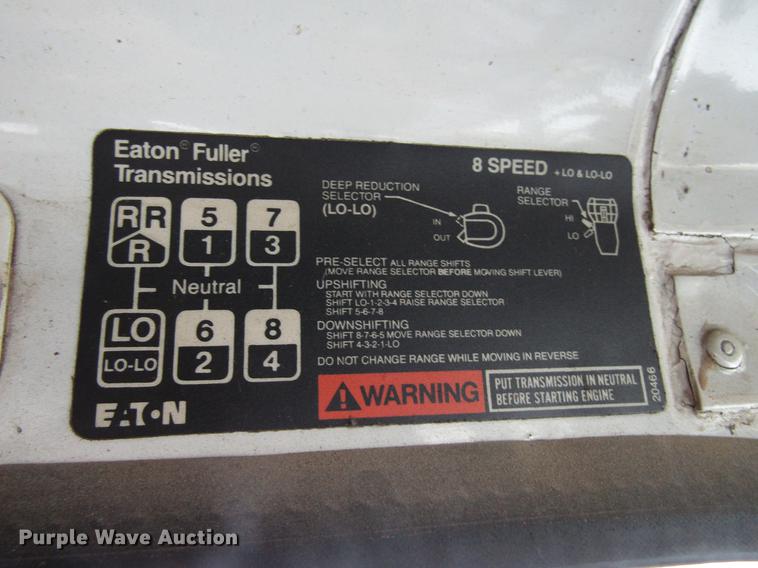 Eaton® Fuller®
Transmissions
8 SPEED + LO & LO-LO
DEEP REDUCTION
SELECTOR
(LO-LO)
IN
OUT
RANGE
SELECTOR
HI
LO
R R 5 7
R 1 3
Neutral
LO 6 8
LO-LO 2 4
PRE-SELECT ALL RANGE SHIFTS
(MOVE RANGE SELECTOR BEFORE MOVING SHIFT LEVER)
UPSHIFTING
START WITH RANGE SELECTOR DOWN
SHIFT LO-1-2-3-4 RAISE RANGE SELECTOR
SHIFT 5-6-7-8
DOWNSHIFTING
SHIFT 8-7-6-5 MOVE RANGE SELECTOR DOWN
SHIFT 4-3-2-1-LO
DO NOT CHANGE RANGE WHILE MOVING IN REVERSE
EATON
WARNING
PUT TRANSMISSION IN NEUTRAL
BEFORE STARTING ENGINE
20466
Purple Wave Auction